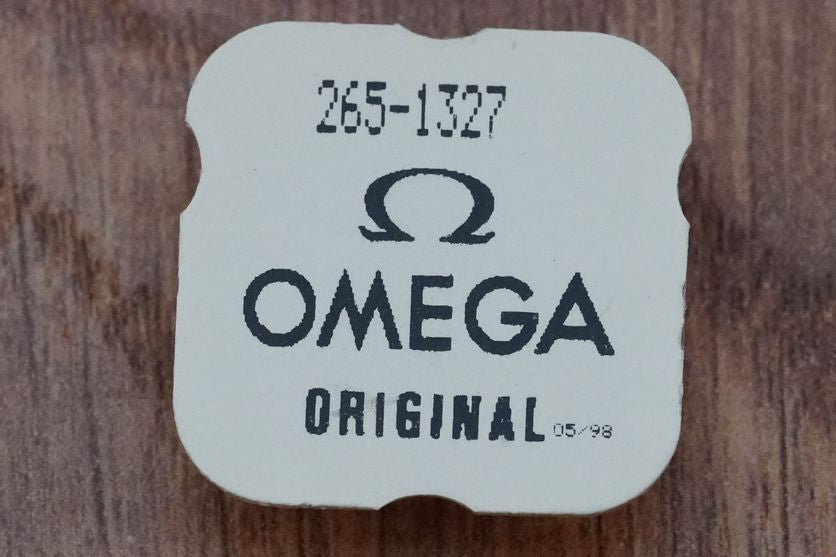 265-1327
Ω
OMEGA
ORIGINAL 05/98